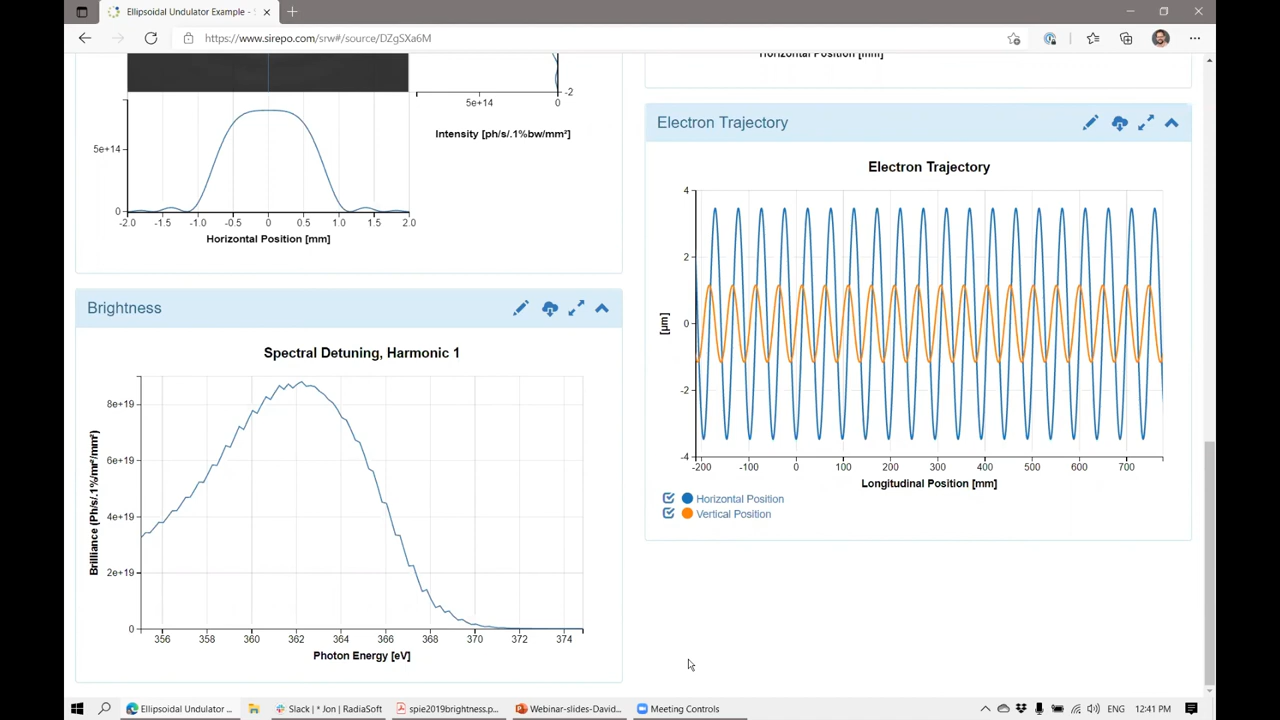 Ellipsoidal Undulator Example -
https://www.sirepo.com/srw#/source/DZgSXa6M
5e+14
0
-2.0 -1.5 -1.0 -0.5 0.0 0.5 1.0 1.5 2.0
Horizontal Position [mm]
-2
5e+14 0
Intensity [ph/s/.1%bw/mm²]
Brightness
Spectral Detuning, Harmonic 1
8e+19
6e+19
4e+19
2e+19
0
356 358 360 362 364 366 368 370 372 374
Brilliance (Ph/s/.1%/mr²/mm²)
Photon Energy [eV]
Horizontal Position [mm]
Electron Trajectory
Electron Trajectory
4
2
0
-2
-4
[µm]
-200 -100 0 100 200 300 400 500 600 700
Longitudinal Position [mm]
Horizontal Position
Vertical Position
Ellipsoidal Undulato...
Slack | * Jon | RadiaSoft
spie2019brightness.p...
Webinar-slides-David...
Meeting Controls
ENG
12:41 PM